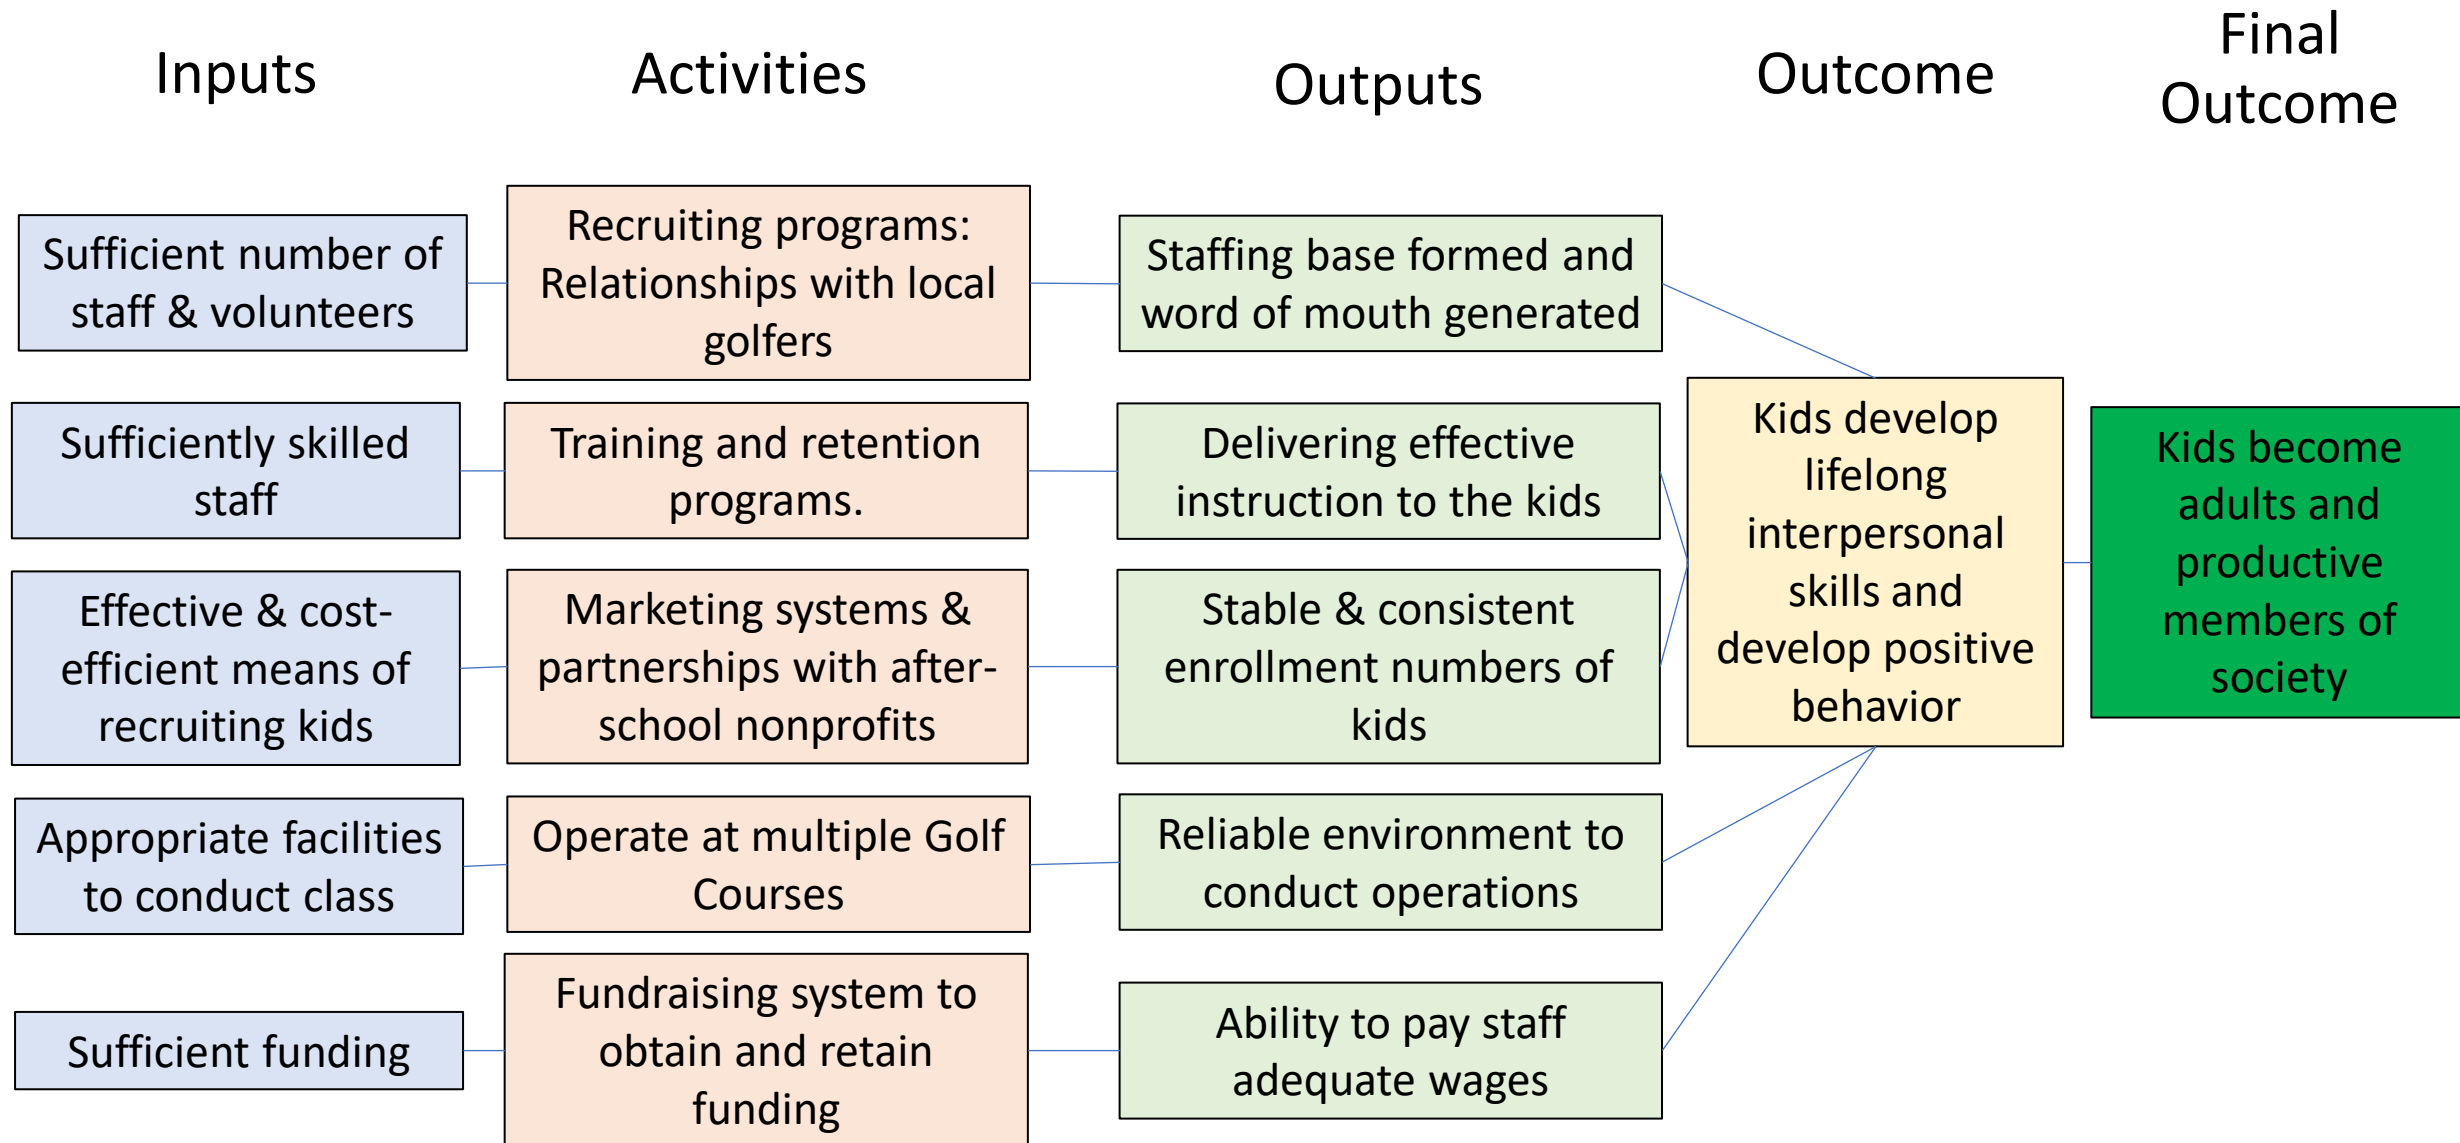 Inputs
Activities
Outputs
Outcome
Final
Outcome
Sufficient number of
staff & volunteers
Recruiting programs:
Relationships with local
golfers
Staffing base formed and
word of mouth generated
Sufficiently skilled
staff
Training and retention
programs.
Delivering effective
instruction to the kids
Effective & cost-
efficient means of
recruiting kids
Marketing systems &
partnerships with after-
school nonprofits
Stable & consistent
enrollment numbers of
kids
Appropriate facilities
to conduct class
Operate at multiple Golf
Courses
Reliable environment to
conduct operations
Sufficient funding
Fundraising system to
obtain and retain
funding
Ability to pay staff
adequate wages
Kids develop
lifelong
interpersonal
skills and
develop positive
behavior
Kids become
adults and
productive
members of
society